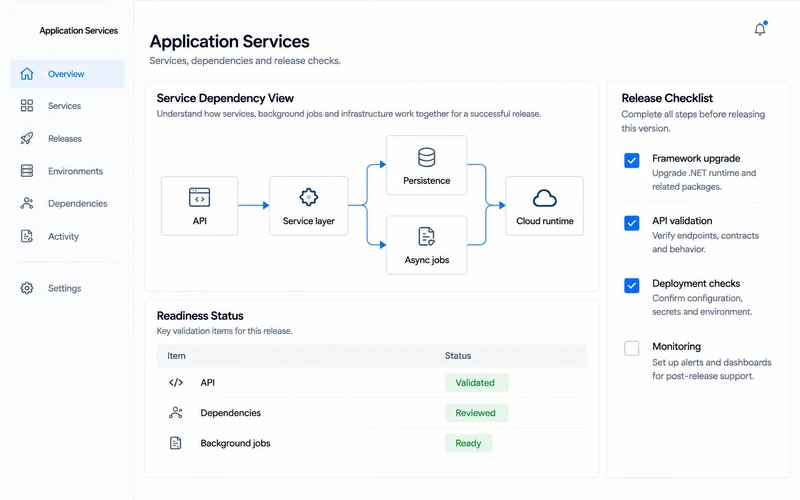 Application Services
Overview
Services
Releases
Environments
Dependencies
Activity
Settings
Application Services
Services, dependencies and release checks.
Service Dependency View
Understand how services, background jobs and infrastructure work together for a successful release.
API
Service layer
Persistence
Async jobs
Cloud runtime
Readiness Status
Key validation items for this release.
Item Status
API Validated
Dependencies Reviewed
Background jobs Ready
Release Checklist
Complete all steps before releasing
this version.
Framework upgrade
Upgrade .NET runtime and
related packages.
API validation
Verify endpoints, contracts
and behavior.
Deployment checks
Confirm configuration,
secrets and environment.
Monitoring
Set up alerts and dashboards
for post-release support.